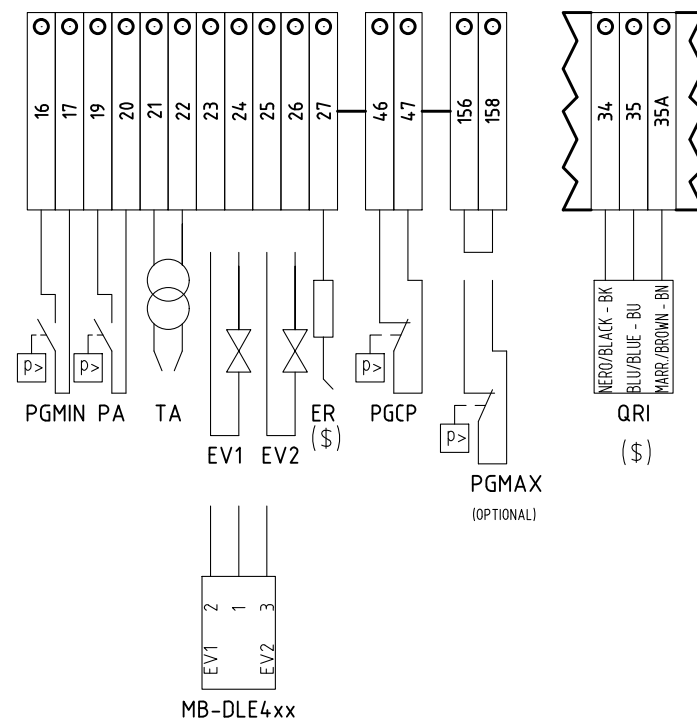 16 17 19 20 21 22 23 24 25 26 27 46 47 156 158 34 35 35A
NERO/BLACK - BK
BLU/BLUE - BU
MARR./BROWN - BN
p> p> p>
PGMIN PA TA ER PGCP QRI
($)
EV1 EV2
p>
($)
PGMAX
(OPTIONAL)
2 1 3
EV1 EV2
MB-DLE4xx